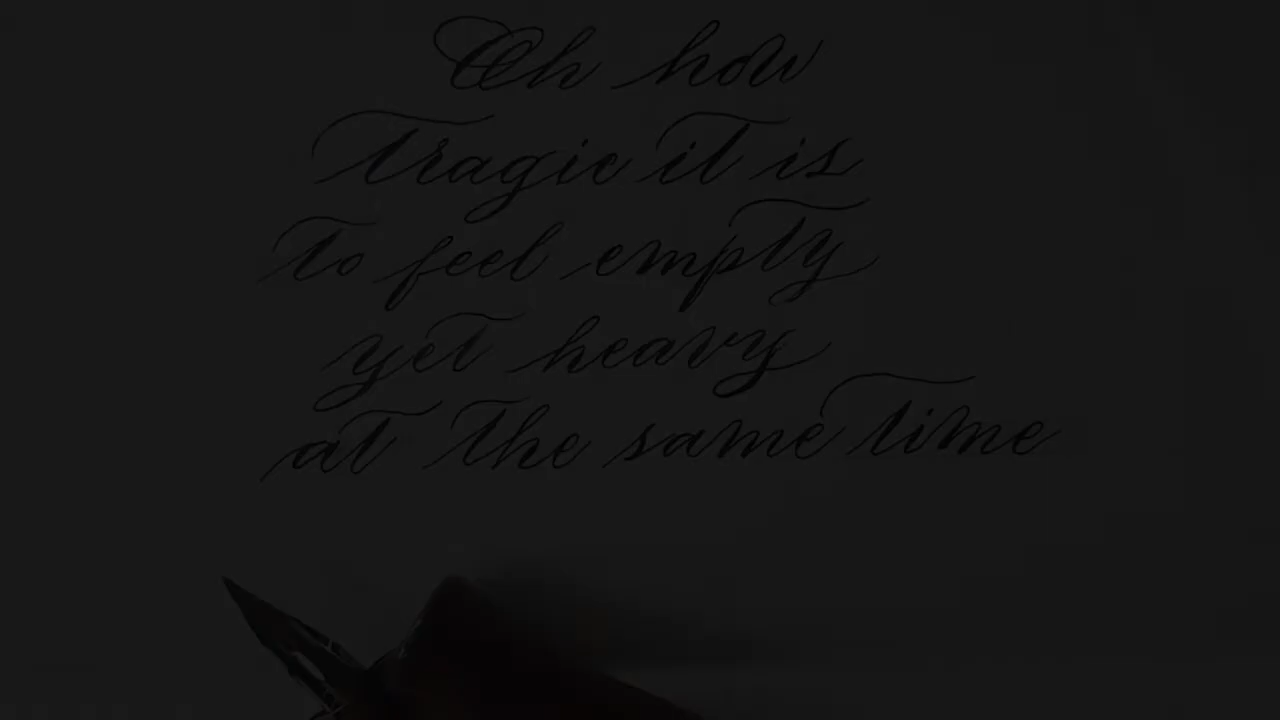 Oh how
tragic it is
to feel empty
yet heavy
at the same time